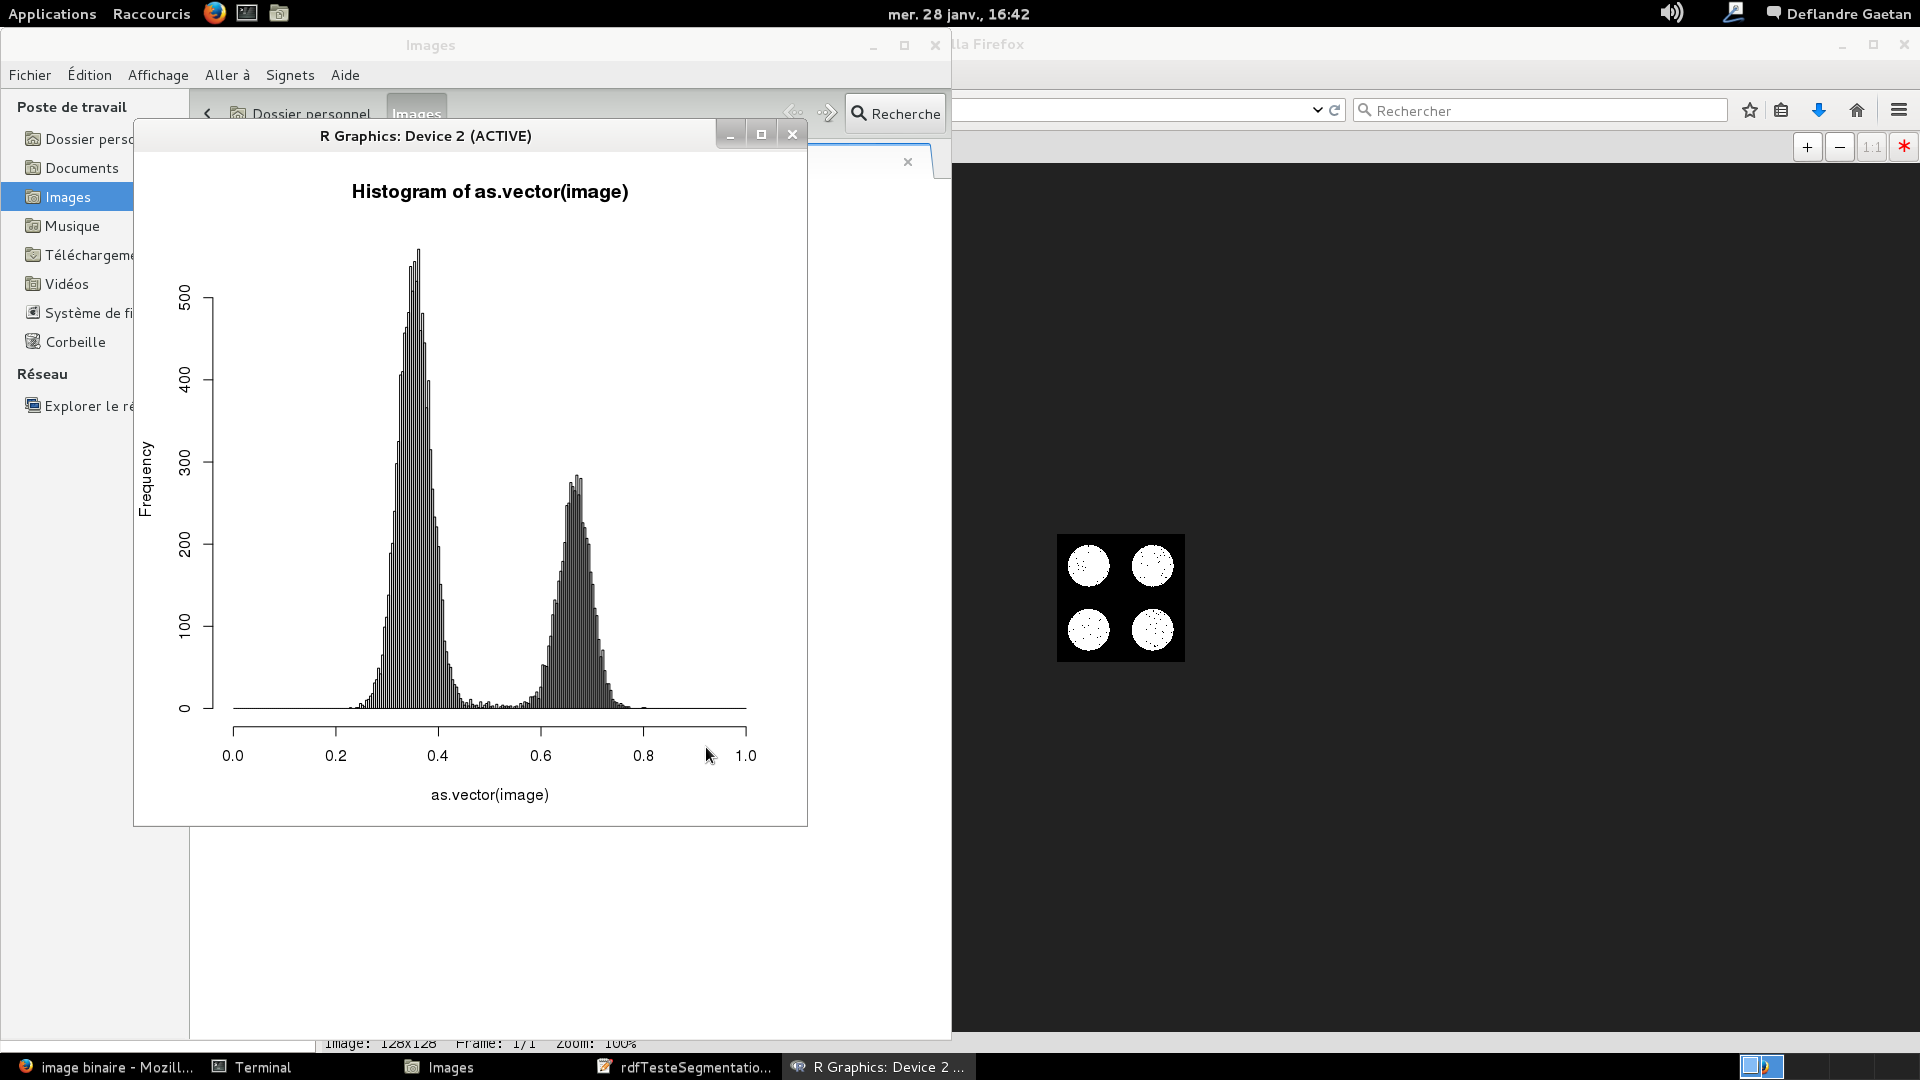 Applications Raccourcis mer. 28 janv., 16:42 Deflandre Gaetan
Images
lla Firefox
Fichier Édition Affichage Aller à Signets Aide
Poste de travail
Dossier personnel Images Recherche
Rechercher
Dossier perso
Documents
Images
Musique
Téléchargeme
Vidéos
Système de fi
Corbeille
Réseau
Explorer le ré
1:1
R Graphics: Device 2 (ACTIVE)
Histogram of as.vector(image)
Frequency
500
400
300
200
100
0
0.0 0.2 0.4 0.6 0.8 1.0
as.vector(image)
Image: 128x128 Frame: 1/1 Zoom: 100%
image binaire - Mozill... Terminal Images rdfTesteSegmentatio... R Graphics: Device 2 ...